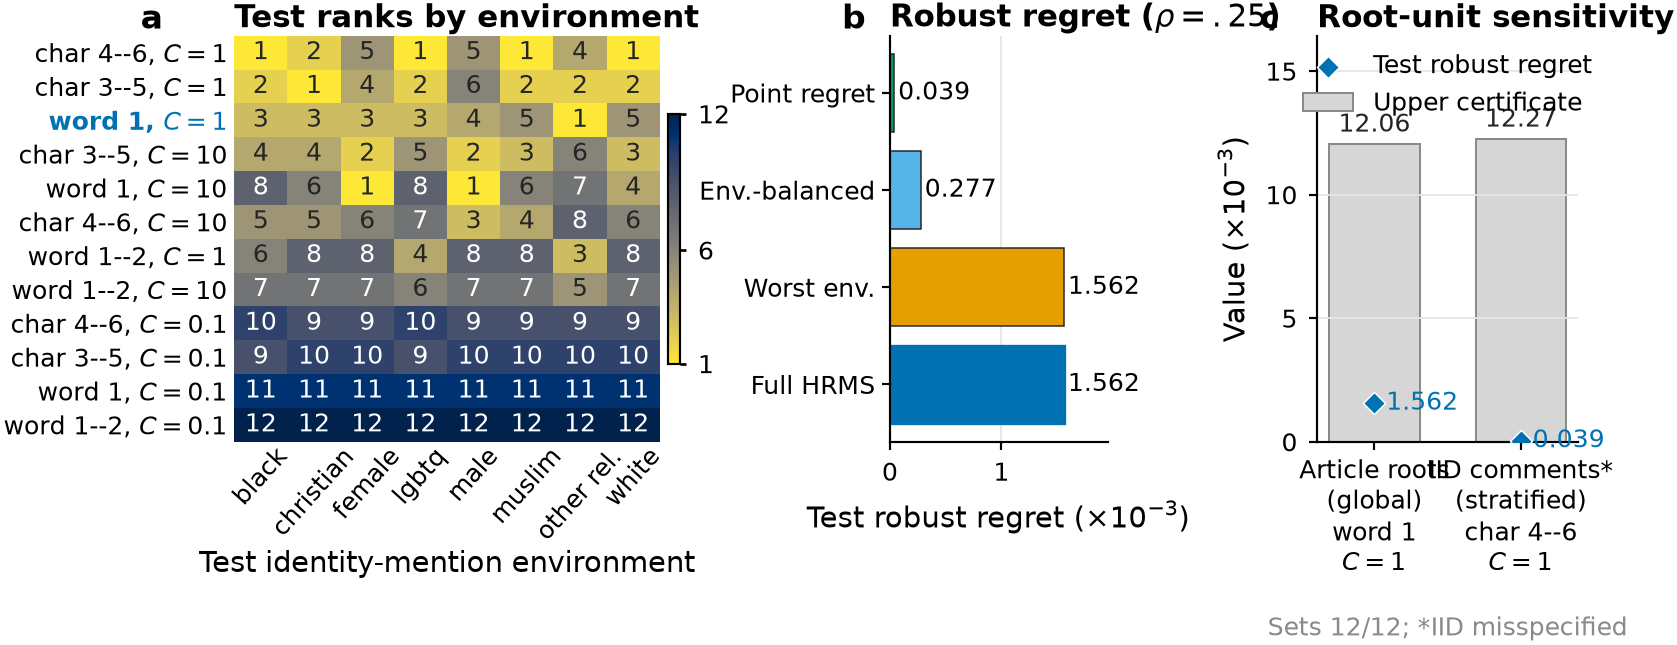 a Test ranks by environment
char 4--6, C = 1 1 2 5 1 5 1 4 1
char 3--5, C = 1 2 1 4 2 6 2 2 2
word 1, C = 1 3 3 3 3 4 5 1 5
char 3--5, C = 10 4 4 2 5 2 3 6 3
word 1, C = 10 8 6 1 8 1 6 7 4
char 4--6, C = 10 5 5 6 7 3 4 8 6
word 1--2, C = 1 6 8 8 4 8 8 3 8
word 1--2, C = 10 7 7 7 6 7 7 5 7
char 4--6, C = 0.1 10 9 9 10 9 9 9 9
char 3--5, C = 0.1 9 10 10 9 10 10 10 10
word 1, C = 0.1 11 11 11 11 11 11 11 11
word 1--2, C = 0.1 12 12 12 12 12 12 12 12
black christian female lgbtq male muslim other rel. white
Test identity-mention environment
12
6
1
b Robust regret (ρ = .25)
Point regret 0.039
Env.-balanced 0.277
Worst env. 1.562
Full HRMS 1.562
0 1
Test robust regret (×10⁻³)
c Root-unit sensitivity
Test robust regret
Upper certificate
Value (×10⁻³)
15
10
5
0
12.06 12.27
1.562 0.039
Article roots IID comments*
(global) (stratified)
word 1 char 4--6
C = 1 C = 1
Sets 12/12; *IID misspecified